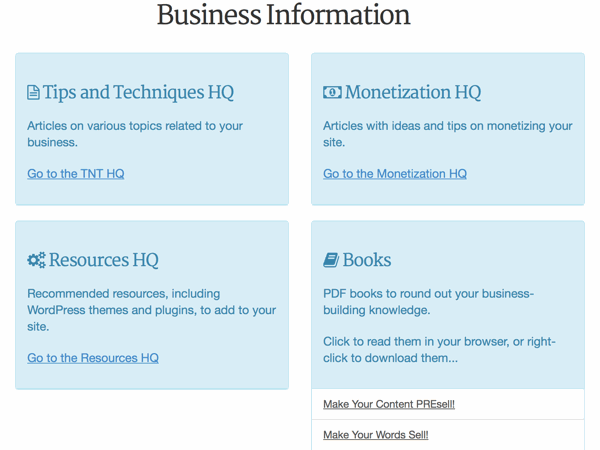 Business Information
Tips and Techniques HQ
Articles on various topics related to your
business.
Go to the TNT HQ
Monetization HQ
Articles with ideas and tips on monetizing your
site.
Go to the Monetization HQ
Resources HQ
Recommended resources, including
WordPress themes and plugins, to add to your
site.
Go to the Resources HQ
Books
PDF books to round out your business-
building knowledge.
Click to read them in your browser, or right-
click to download them...
Make Your Content PREsell!
Make Your Words Sell!